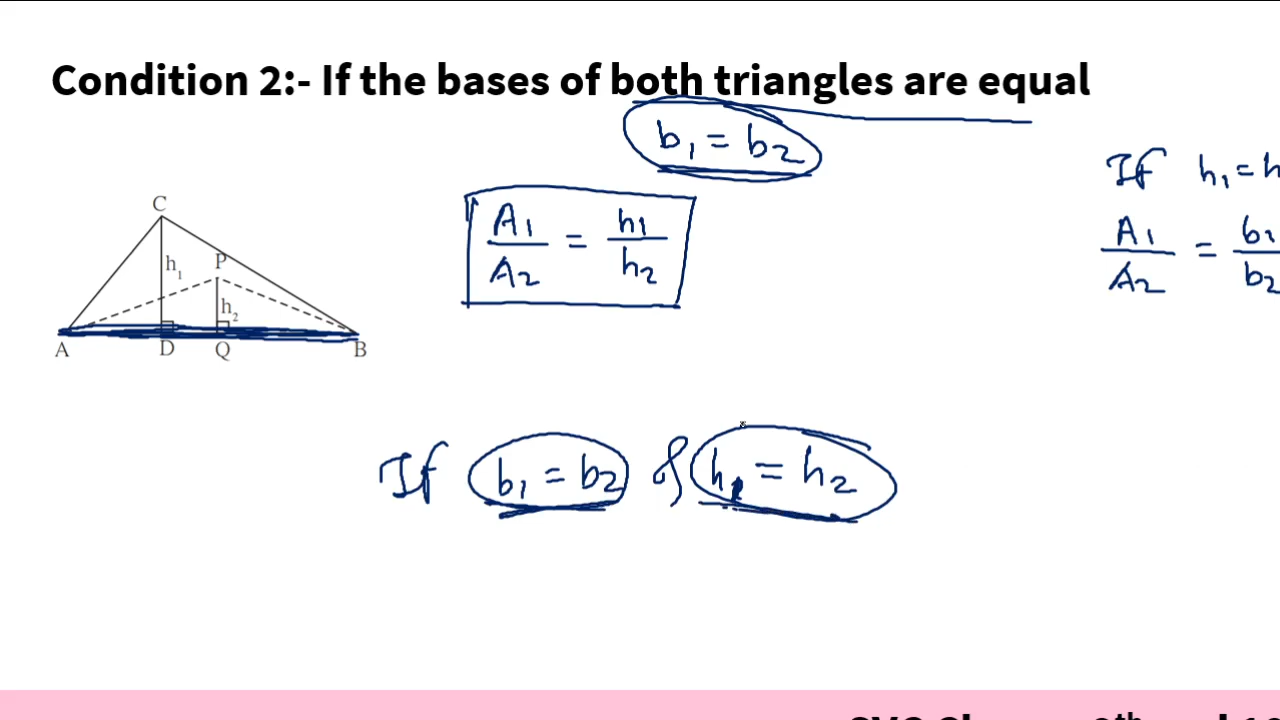 Condition 2:- If the bases of both triangles are equal
b₁ = b₂
If h₁ = h
A₁/A₂ = h₁/h₂
A₁/A₂ = b₁/b₂
C
h₁
P
h₂
A D Q B
If b₁ = b₂ & h₁ = h₂